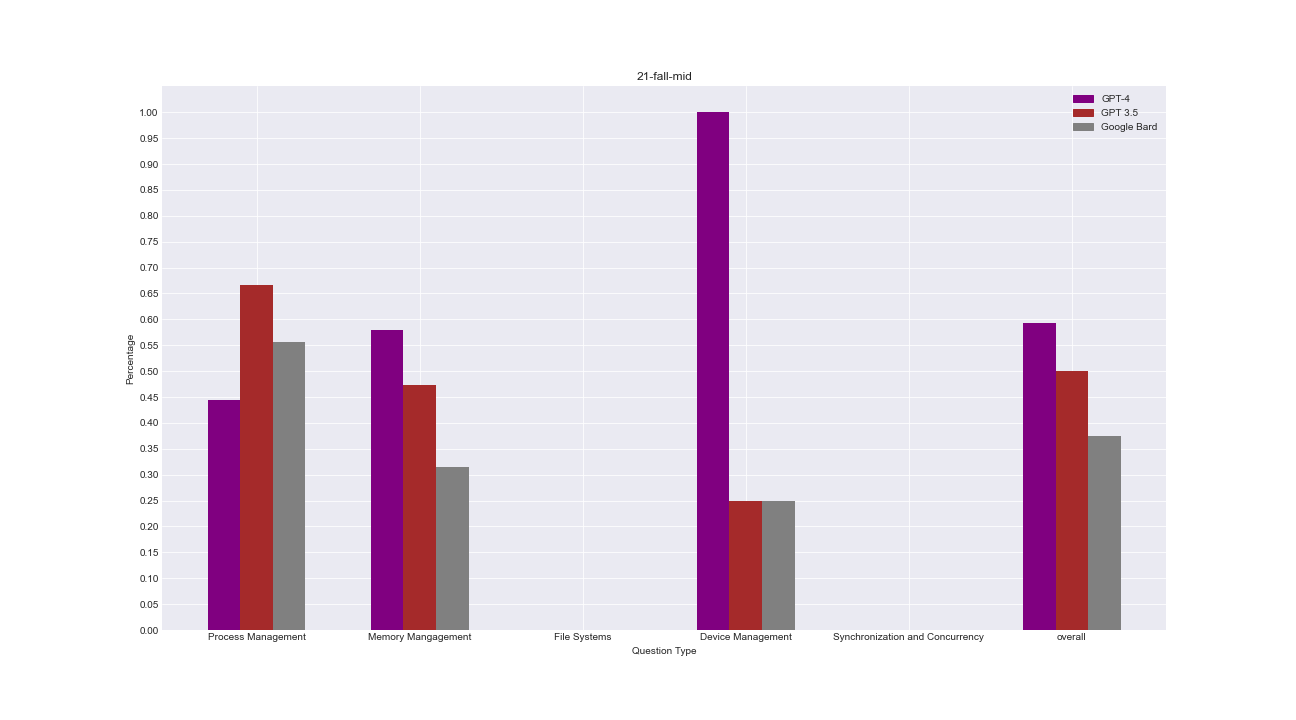 21-fall-mid
GPT-4
GPT 3.5
Google Bard
1.00
0.95
0.90
0.85
0.80
0.75
0.70
0.65
0.60
0.55
0.50
0.45
0.40
0.35
0.30
0.25
0.20
0.15
0.10
0.05
0.00
Percentage
Process Management
Memory Mangagement
File Systems
Device Management
Synchronization and Concurrency
overall
Question Type